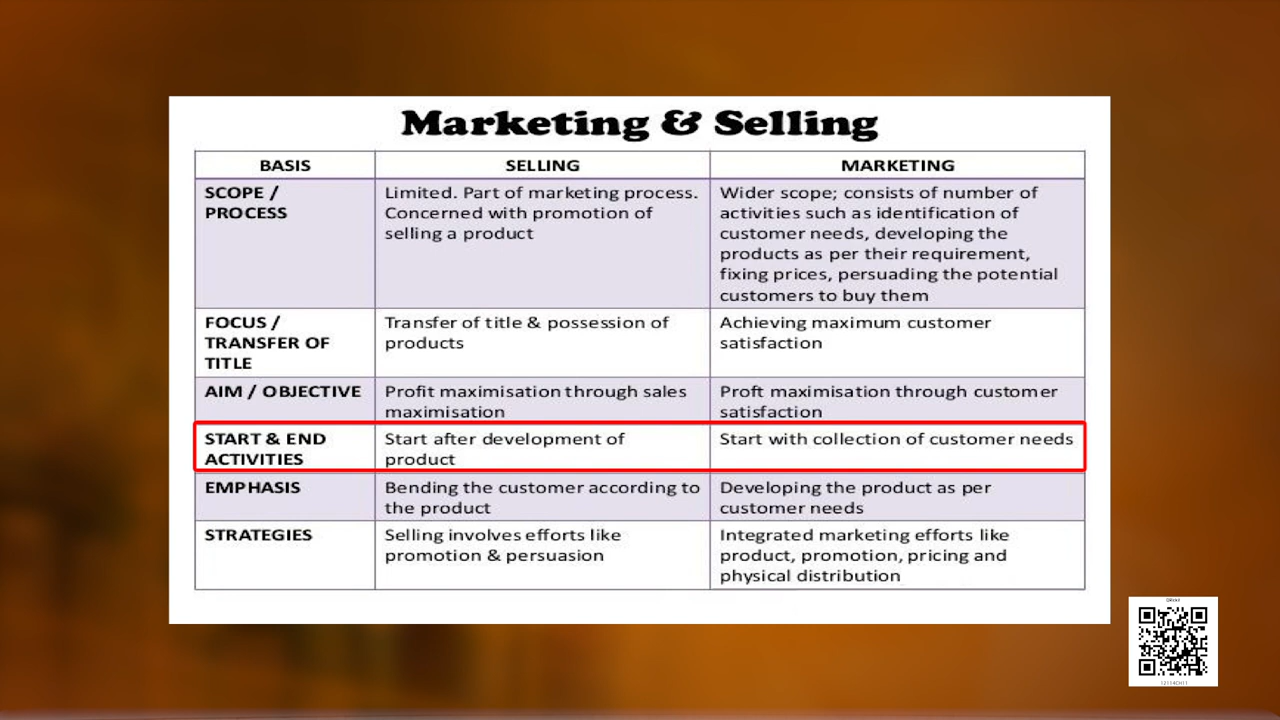 Marketing & Selling
BASIS
SELLING
MARKETING
SCOPE /
PROCESS
Limited. Part of marketing process.
Concerned with promotion of
selling a product
Wider scope; consists of number of
activities such as identification of
customer needs, developing the
products as per their requirement,
fixing prices, persuading the potential
customers to buy them
FOCUS /
TRANSFER OF
TITLE
Transfer of title & possession of
products
Achieving maximum customer
satisfaction
AIM / OBJECTIVE
Profit maximisation through sales
maximisation
Proft maximisation through customer
satisfaction
START & END
ACTIVITIES
Start after development of
product
Start with collection of customer needs
EMPHASIS
Bending the customer according to
the product
Developing the product as per
customer needs
STRATEGIES
Selling involves efforts like
promotion & persuasion
Integrated marketing efforts like
product, promotion, pricing and
physical distribution